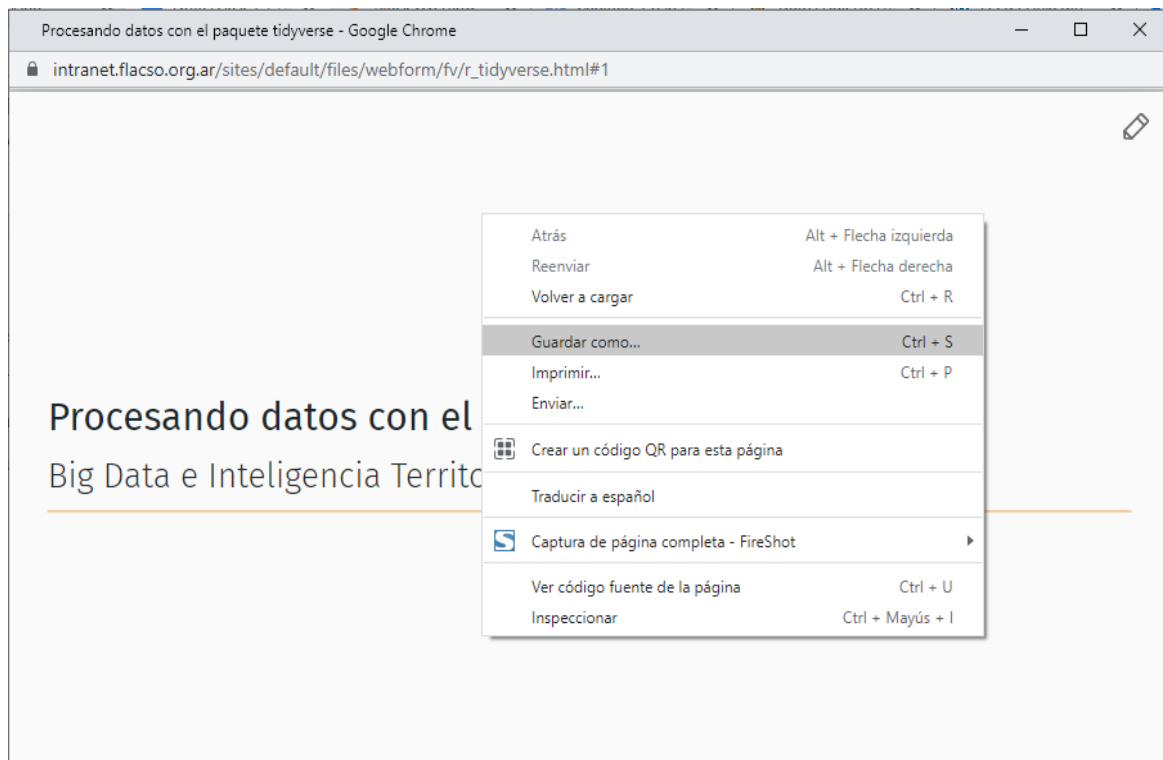 Procesando datos con el paquete tidyverse - Google Chrome
intranet.flacso.org.ar/sites/default/files/webform/fv/r_tidyverse.html#1
Atrás Alt + Flecha izquierda
Reenviar Alt + Flecha derecha
Volver a cargar Ctrl + R
Guardar como... Ctrl + S
Imprimir... Ctrl + P
Enviar...
Procesando datos con el
Crear un código QR para esta página
Big Data e Inteligencia Territo
Traducir a español
Captura de página completa - FireShot
Ver código fuente de la página Ctrl + U
Inspeccionar Ctrl + Mayús + I